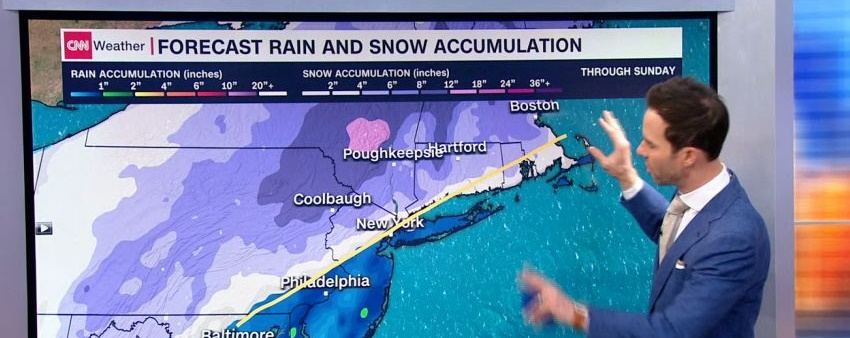 CNN Weather | FORECAST RAIN AND SNOW ACCUMULATION
RAIN ACCUMULATION (inches)
1" 2" 4" 6" 10" 20"+
SNOW ACCUMULATION (inches)
2" 4" 6" 8" 12" 18" 24" 36"+
THROUGH SUNDAY
Boston
Poughkeepsie
Hartford
Coolbaugh
New York
Philadelphia
Baltimore